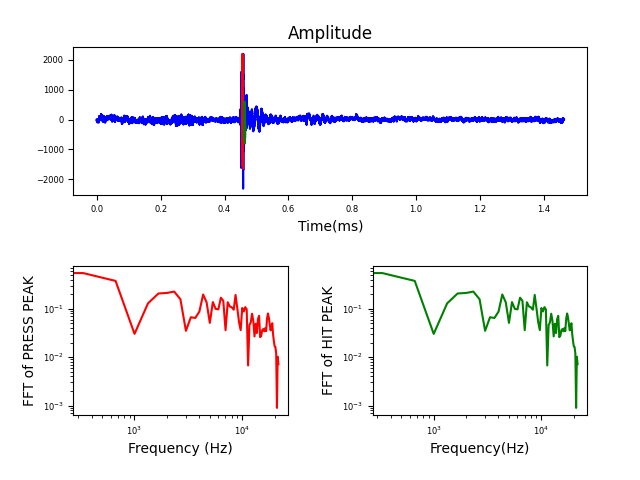 Amplitude
2000
1000
0
−1000
−2000
0.0 0.2 0.4 0.6 0.8 1.0 1.2 1.4
Time(ms)
FFT of PRESS PEAK
10⁻¹
10⁻²
10⁻³
10³ 10⁴
Frequency (Hz)
FFT of HIT PEAK
10⁻¹
10⁻²
10⁻³
10³ 10⁴
Frequency(Hz)